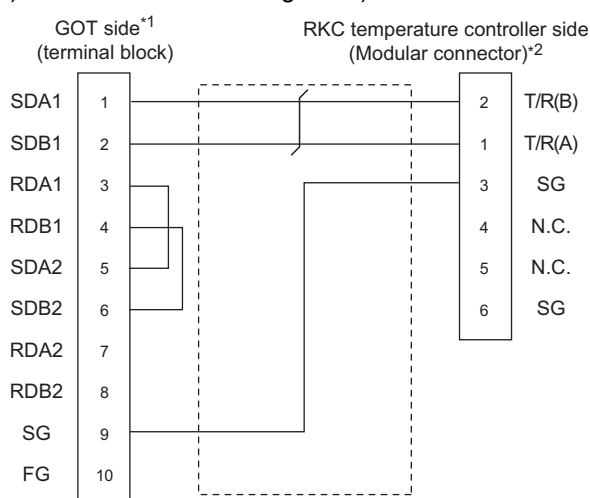 GOT side*1
(terminal block)
RKC temperature controller side
(Modular connector)*2
SDA1 1 2 T/R(B)
SDB1 2 1 T/R(A)
RDA1 3 3 SG
RDB1 4 4 N.C.
SDA2 5 5 N.C.
SDB2 6 6 SG
RDA2 7
RDB2 8
SG 9
FG 10